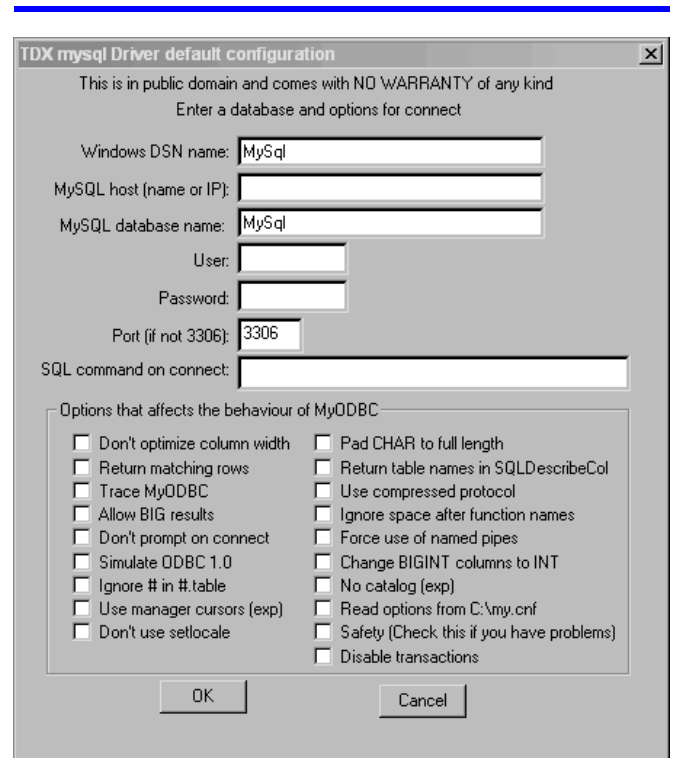 TDX mysql Driver default configuration
This is in public domain and comes with NO WARRANTY of any kind
Enter a database and options for connect
Windows DSN name: MySql
MySQL host (name or IP):
MySQL database name: MySql
User:
Password:
Port (if not 3306): 3306
SQL command on connect:
Options that affects the behaviour of MyODBC
Don't optimize column width
Return matching rows
Trace MyODBC
Allow BIG results
Don't prompt on connect
Simulate ODBC 1.0
Ignore # in #.table
Use manager cursors (exp)
Don't use setlocale
Pad CHAR to full length
Return table names in SQLDescribeCol
Use compressed protocol
Ignore space after function names
Force use of named pipes
Change BIGINT columns to INT
No catalog (exp)
Read options from C:\my.cnf
Safety (Check this if you have problems)
Disable transactions
OK
Cancel